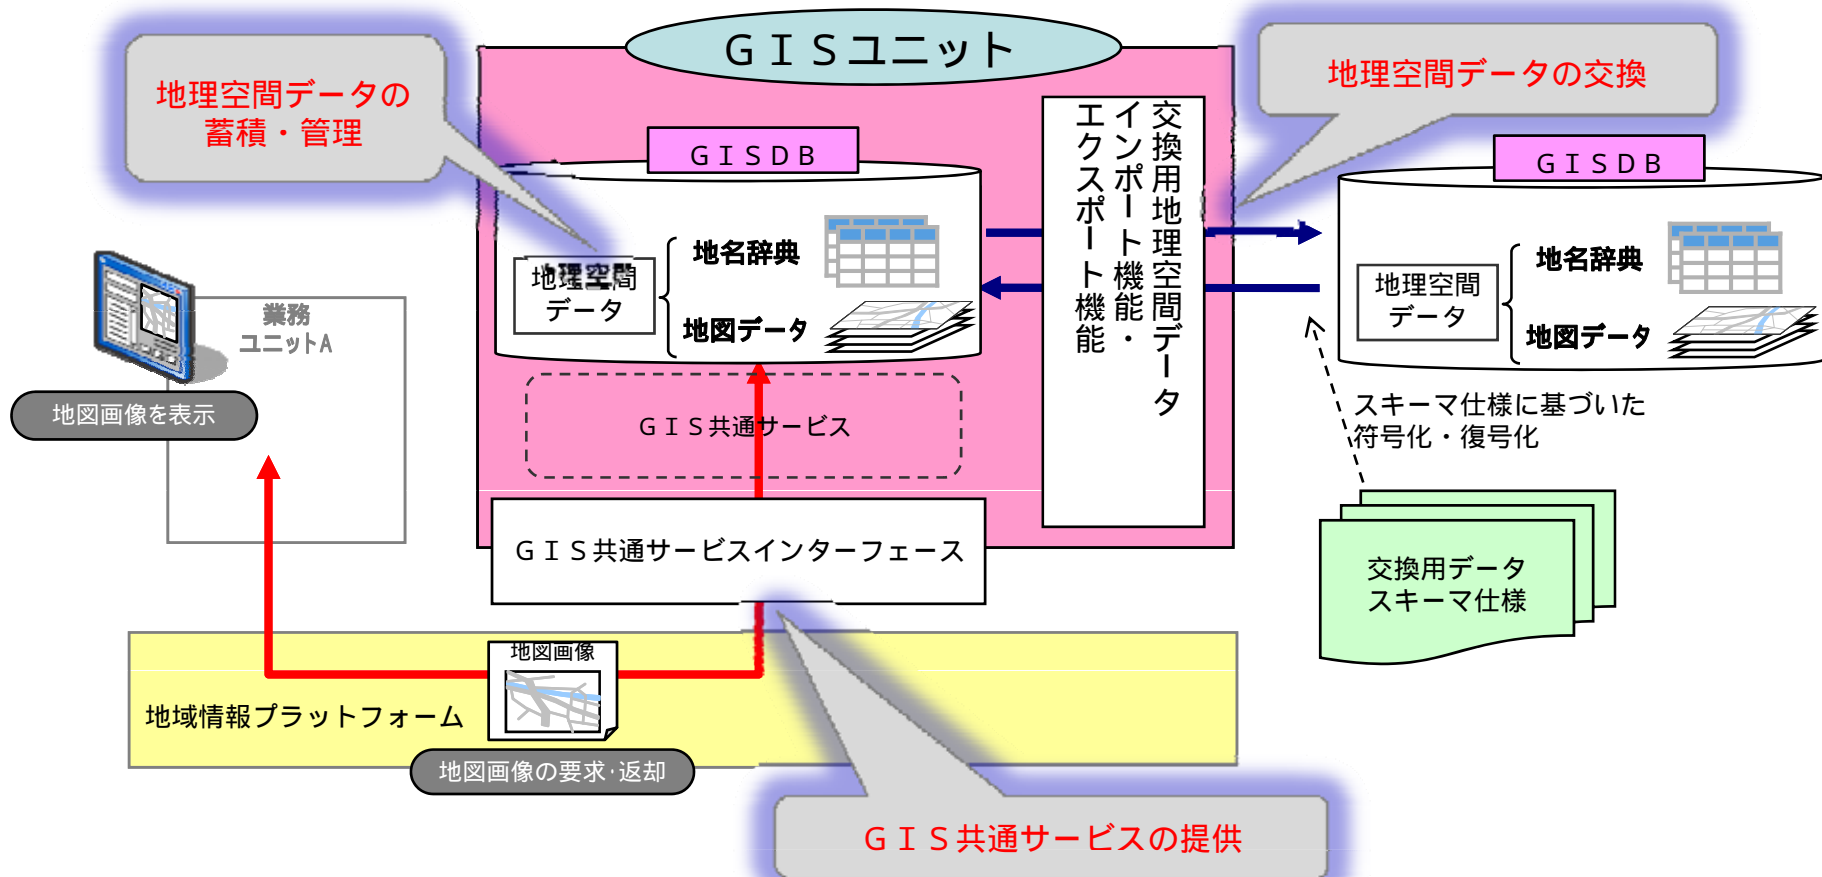 ＧＩＳユニット
地理空間データの
蓄積・管理
地理空間データの交換
ＧＩＳＤＢ
地理空間
データ
地名辞典
地図データ
交換用地理空間データ
インポート機能・
エクスポート機能
ＧＩＳＤＢ
地理空間
データ
地名辞典
地図データ
業務
ユニットA
地図画像を表示
ＧＩＳ共通サービス
スキーマ仕様に基づいた
符号化・復号化
ＧＩＳ共通サービスインターフェース
交換用データ
スキーマ仕様
地図画像
地域情報プラットフォーム
地図画像の要求･返却
ＧＩＳ共通サービスの提供